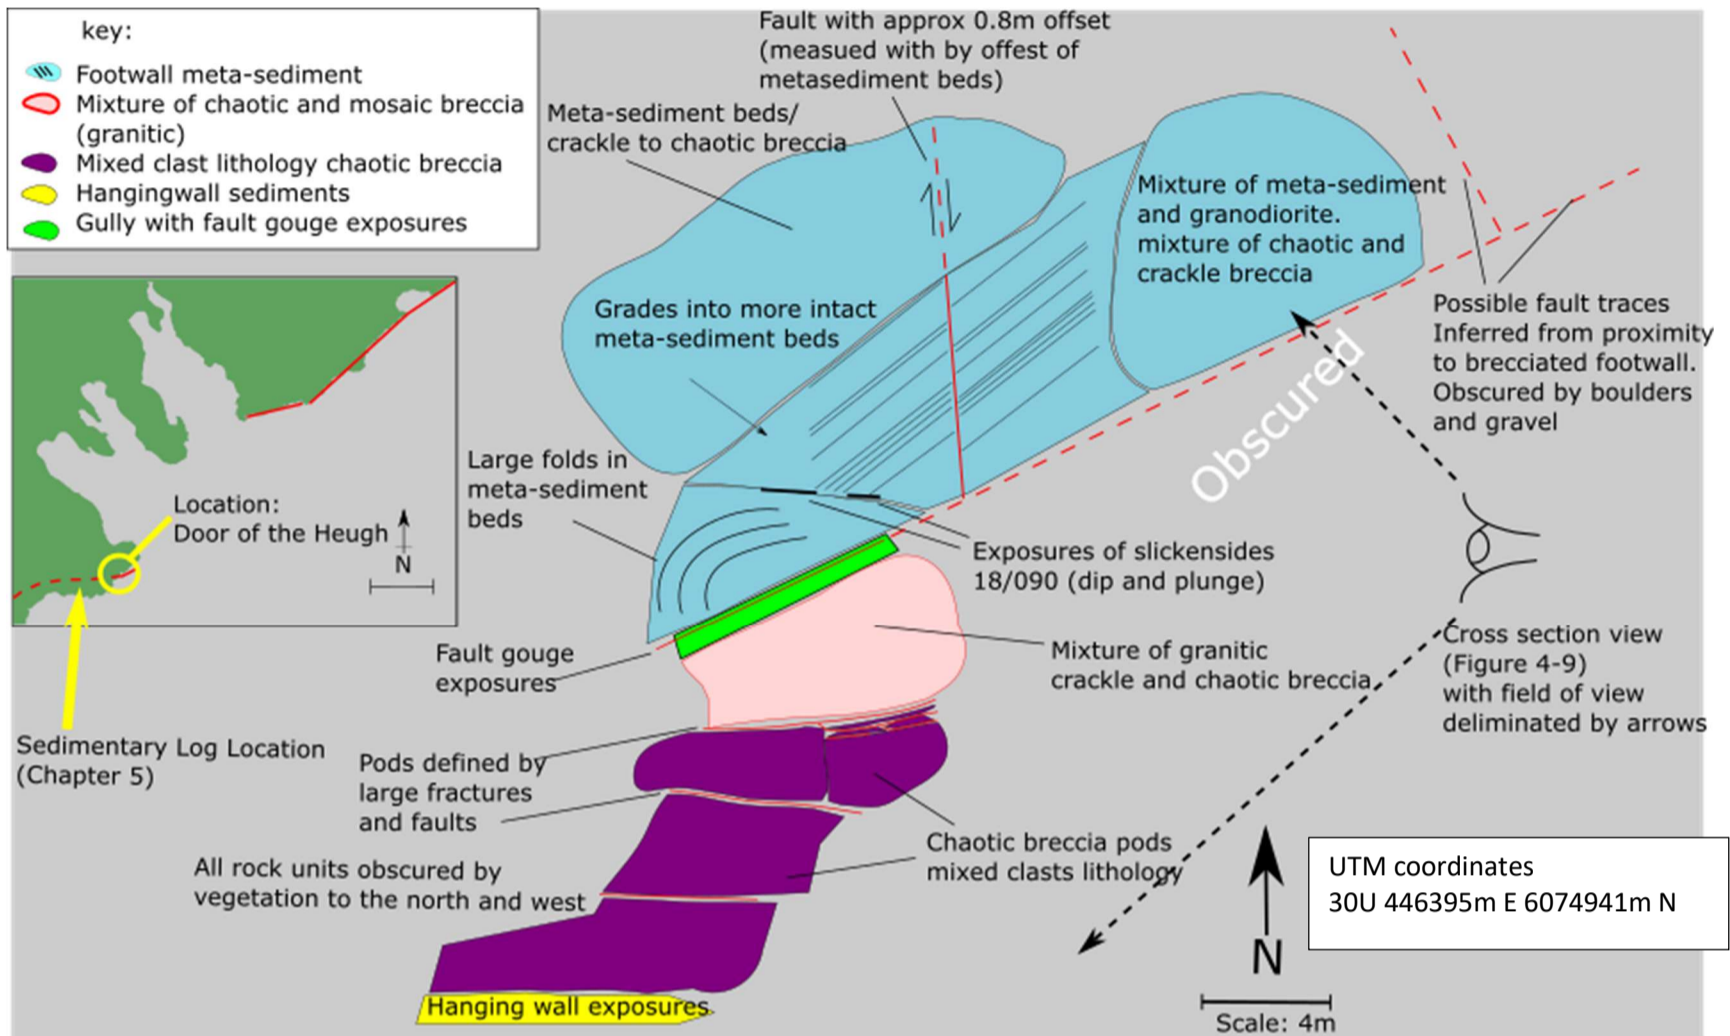 key:
Footwall meta-sediment
Mixture of chaotic and mosaic breccia
(granitic)
Mixed clast lithology chaotic breccia
Hangingwall sediments
Gully with fault gouge exposures
Fault with approx 0.8m offset
(measued with by offest of
metasediment beds)
Meta-sediment beds/
crackle to chaotic breccia
Mixture of meta-sediment
and granodiorite.
mixture of chaotic and
crackle breccia
Grades into more intact
meta-sediment beds
Possible fault traces
Inferred from proximity
to brecciated footwall.
Obscured by boulders
and gravel
Obscured
Large folds in
meta-sediment
beds
Location:
Door of the Heugh
N
Exposures of slickensides
18/090 (dip and plunge)
Fault gouge
exposures
Mixture of granitic
crackle and chaotic breccia
Cross section view
(Figure 4-9)
with field of view
deliminated by arrows
Sedimentary Log Location
(Chapter 5)
Pods defined by
large fractures
and faults
Chaotic breccia pods
mixed clasts lithology
All rock units obscured by
vegetation to the north and west
UTM coordinates
30U 446395m E 6074941m N
N
Hanging wall exposures
Scale: 4m